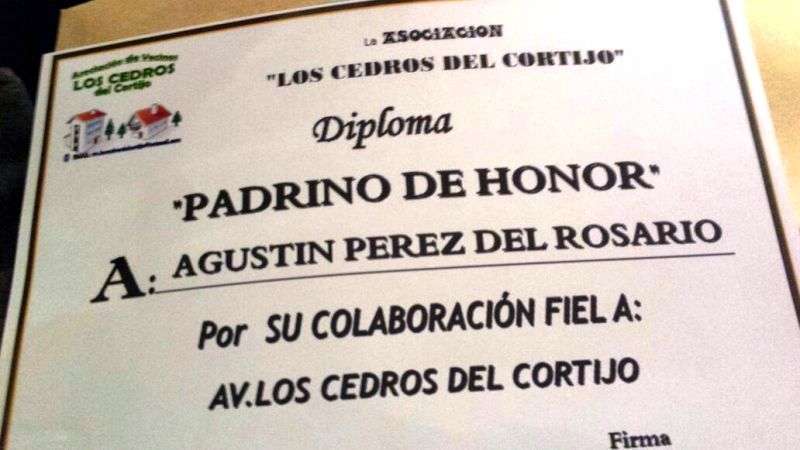 Asociación de Vecinos
LOS CEDROS
del Cortijo
La ASOCIACION
"LOS CEDROS DEL CORTIJO"
Diploma
"PADRINO DE HONOR"
A: AGUSTIN PEREZ DEL ROSARIO
Por SU COLABORACIÓN FIEL A:
AV.LOS CEDROS DEL CORTIJO
Firma